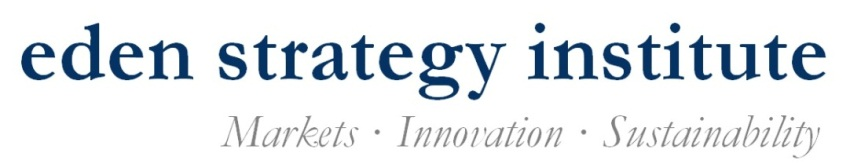 eden strategy institute
Markets · Innovation · Sustainability